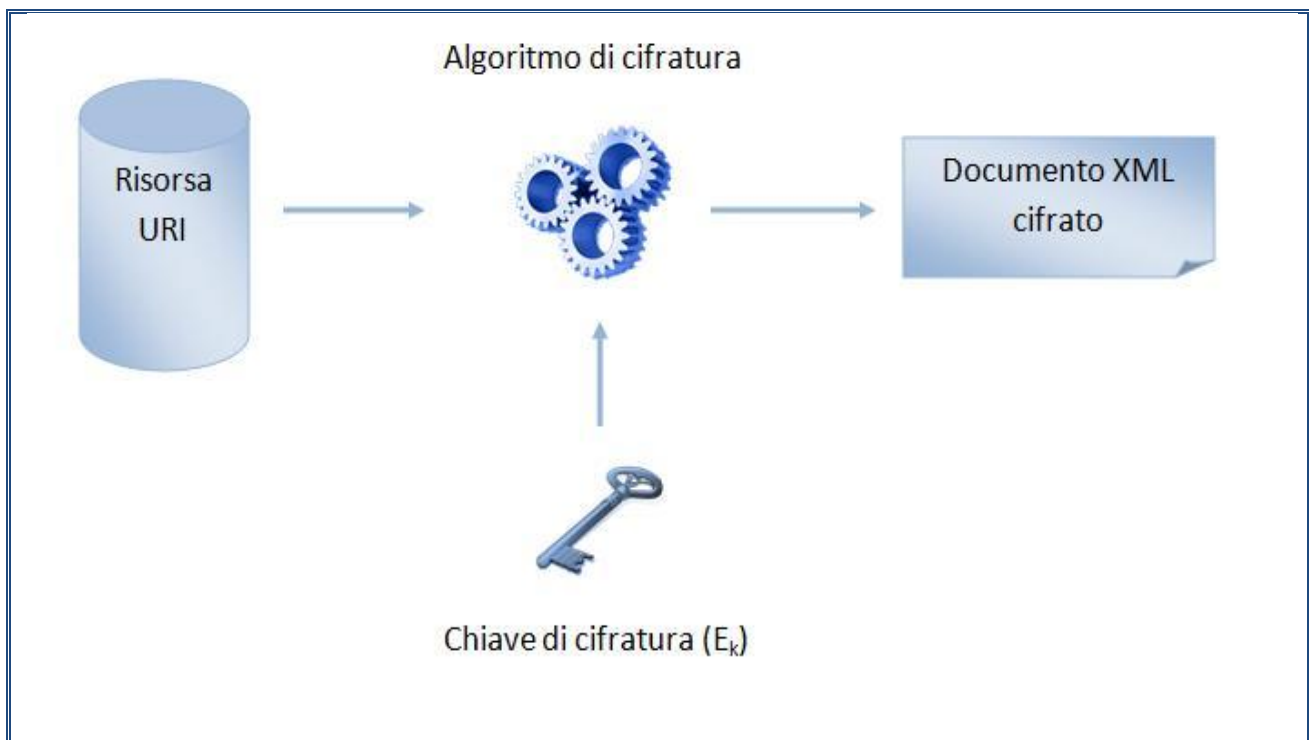 Algoritmo di cifratura
Risorsa
URI
Documento XML
cifrato
Chiave di cifratura (Ek)